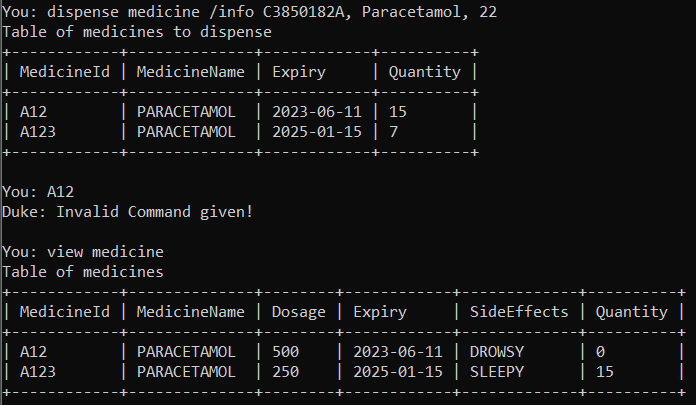 You: dispense medicine /info C3850182A, Paracetamol, 22
Table of medicines to dispense
+------------+--------------+------------+----------+
| MedicineId | MedicineName | Expiry     | Quantity |
+------------+--------------+------------+----------+
| A12        | PARACETAMOL  | 2023-06-11 | 15       |
| A123       | PARACETAMOL  | 2025-01-15 | 7        |
+------------+--------------+------------+----------+
You: A12
Duke: Invalid Command given!
You: view medicine
Table of medicines
+------------+--------------+--------+------------+-------------+----------+
| MedicineId | MedicineName | Dosage | Expiry     | SideEffects | Quantity |
+------------+--------------+--------+------------+-------------+----------+
| A12        | PARACETAMOL  | 500    | 2023-06-11 | DROWSY      | 0        |
| A123       | PARACETAMOL  | 250    | 2025-01-15 | SLEEPY      | 15       |
+------------+--------------+--------+------------+-------------+----------+